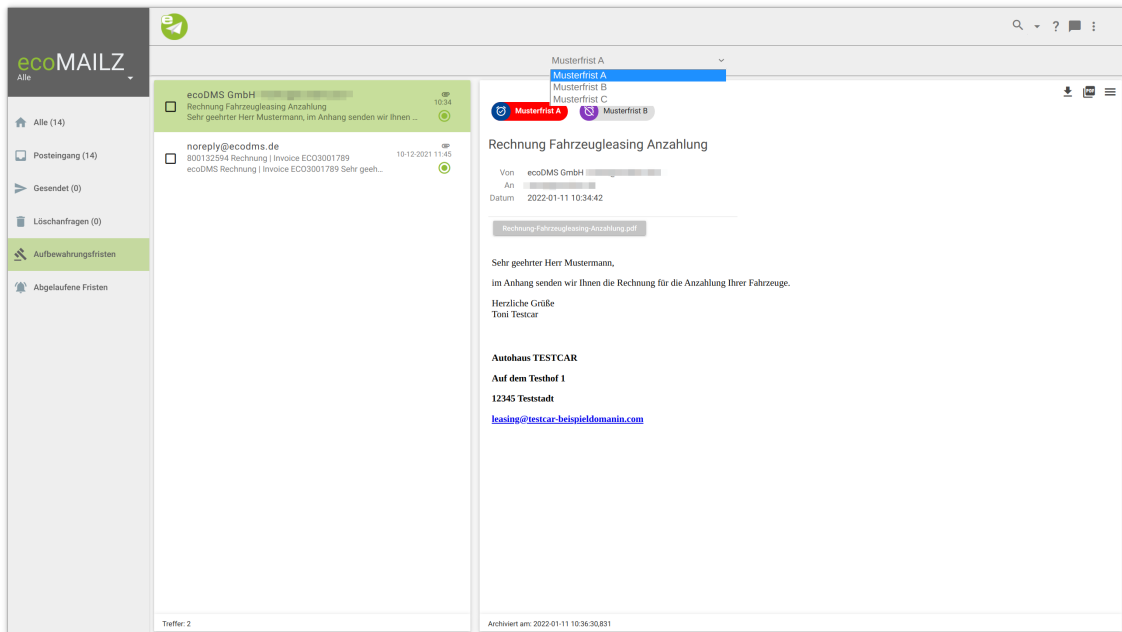 ecoMAILZ
Alle
Alle (14)
Posteingang (14)
Gesendet (0)
Löschanfragen (0)
Aufbewahrungsfristen
Abgelaufene Fristen
e
?
Musterfrist A
Musterfrist A
Musterfrist B
Musterfrist C
ecoDMS GmbH
10:34
Rechnung Fahrzeugleasing Anzahlung
Sehr geehrter Herr Mustermann, im Anhang senden wir Ihnen ...
noreply@ecodms.de
10-12-2021 11:45
800132594 Rechnung | Invoice ECO3001789
ecoDMS Rechnung | Invoice ECO3001789 Sehr geeh...
Treffer: 2
PDF
Musterfrist A
Musterfrist B
Rechnung Fahrzeugleasing Anzahlung
Von ecoDMS GmbH
An
Datum 2022-01-11 10:34:42
Rechnung-Fahrzeugleasing-Anzahlung.pdf
Sehr geehrter Herr Mustermann,
im Anhang senden wir Ihnen die Rechnung für die Anzahlung Ihrer Fahrzeuge.
Herzliche Grüße
Toni Testcar
Autohaus TESTCAR
Auf dem Testhof 1
12345 Teststadt
leasing@testcar-beispieldomanin.com
Archiviert am: 2022-01-11 10:36:30,831